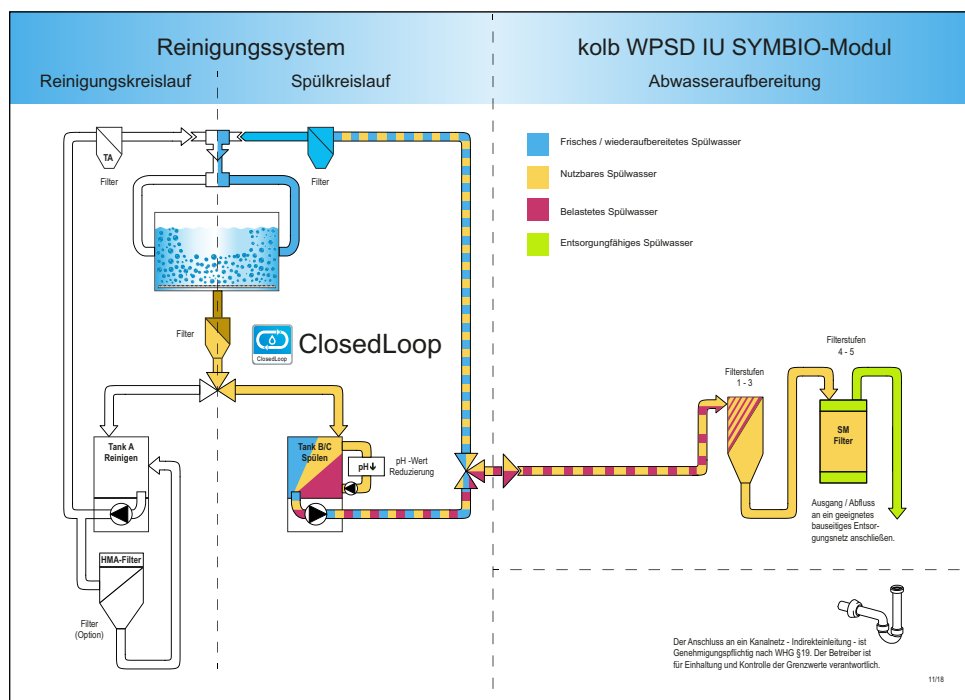 Reinigungssystem
kolb WPSD IU SYMBIO-Modul
Reinigungskreislauf
Spülkreislauf
Abwasseraufbereitung
TA
Filter
Filter
Frisches / wiederaufbereitetes Spülwasser
Nutzbares Spülwasser
Belastetes Spülwasser
Entsorgungfähiges Spülwasser
Filter
ClosedLoop
ClosedLoop
Filterstufen
1 - 3
Filterstufen
4 - 5
Tank A
Reinigen
Tank B/C
Spülen
pH
pH -Wert
Reduzierung
SM
Filter
Ausgang / Abfluss
an ein geeignetes
bauseitiges Entsor-
gungsnetz anschließen.
HMA-Filter
Filter
(Option)
Der Anschluss an ein Kanalnetz - Indirekteinleitung - ist
Genehmigungspflichtig nach WHG §19. Der Betreiber ist
für Einhaltung und Kontrolle der Grenzwerte verantwortlich.
11/18